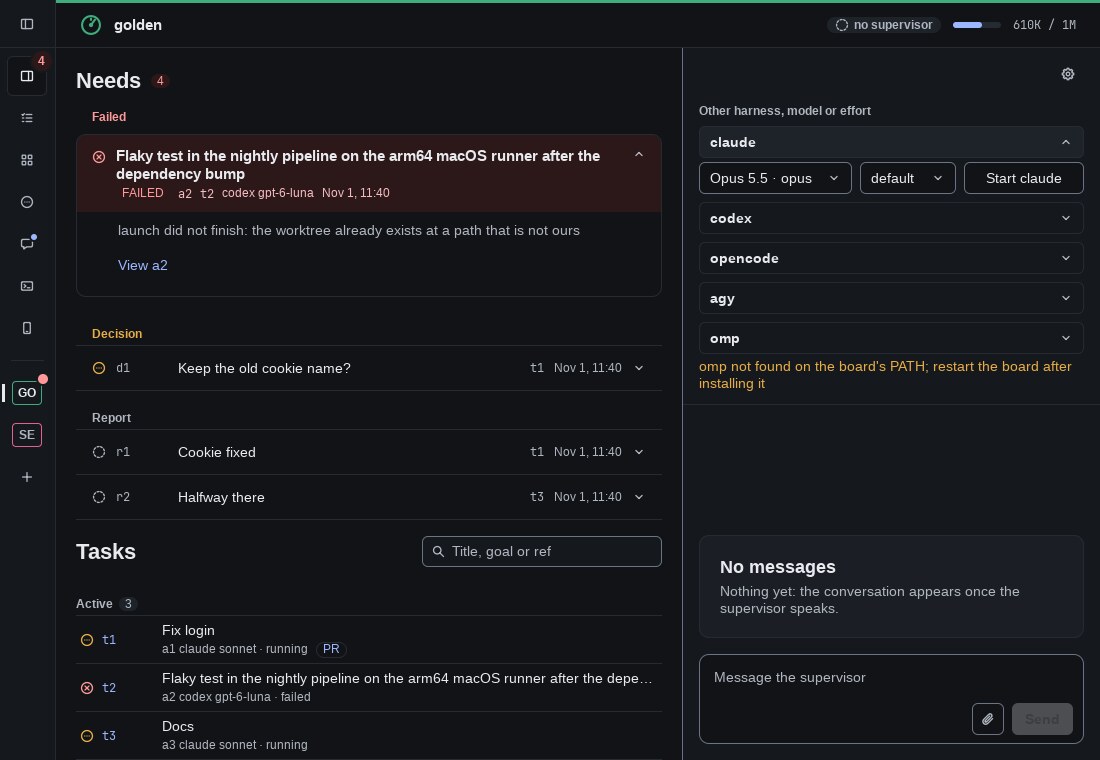 golden
no supervisor
610K / 1M
4
GO
SE
Needs 4
Failed
Flaky test in the nightly pipeline on the arm64 macOS runner after the
dependency bump
FAILED a2 t2 codex gpt-6-luna Nov 1, 11:40
launch did not finish: the worktree already exists at a path that is not ours
View a2
Decision
d1 Keep the old cookie name? t1 Nov 1, 11:40
Report
r1 Cookie fixed t1 Nov 1, 11:40
r2 Halfway there t3 Nov 1, 11:40
Tasks
Title, goal or ref
Active 3
t1 Fix login
a1 claude sonnet · running PR
t2 Flaky test in the nightly pipeline on the arm64 macOS runner after the depe…
a2 codex gpt-6-luna · failed
t3 Docs
a3 claude sonnet · running
Other harness, model or effort
claude
Opus 5.5 · opus default Start claude
codex
opencode
agy
omp
omp not found on the board's PATH; restart the board after
installing it
No messages
Nothing yet: the conversation appears once the
supervisor speaks.
Message the supervisor
Send